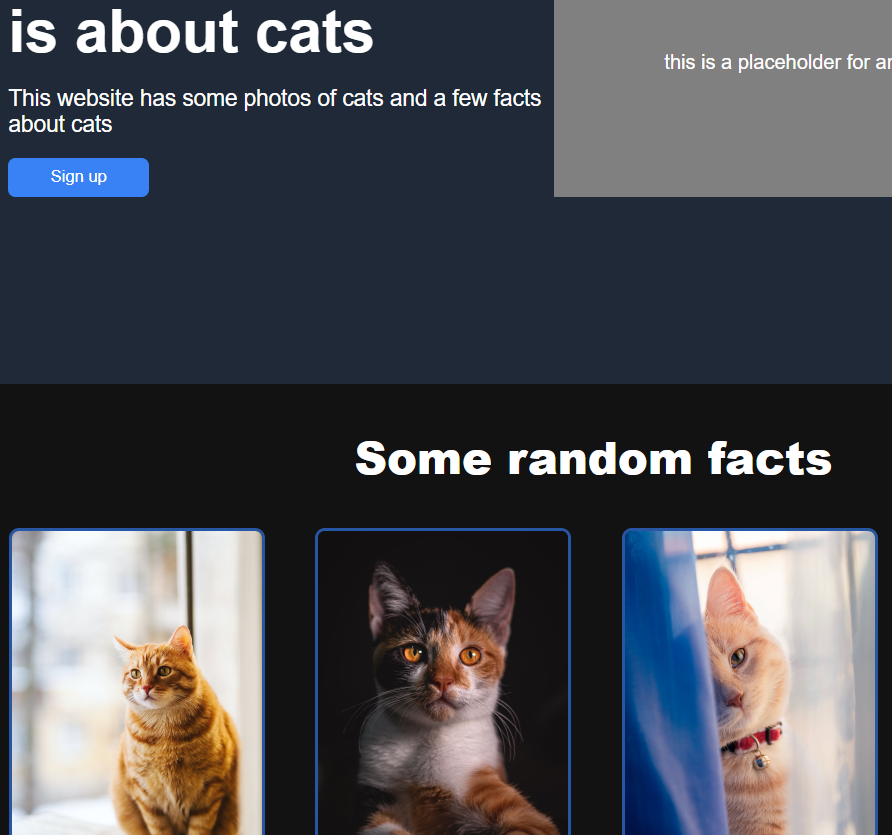 is about cats
this is a placeholder for
This website has some photos of cats and a few facts
about cats
Sign up
Some random facts